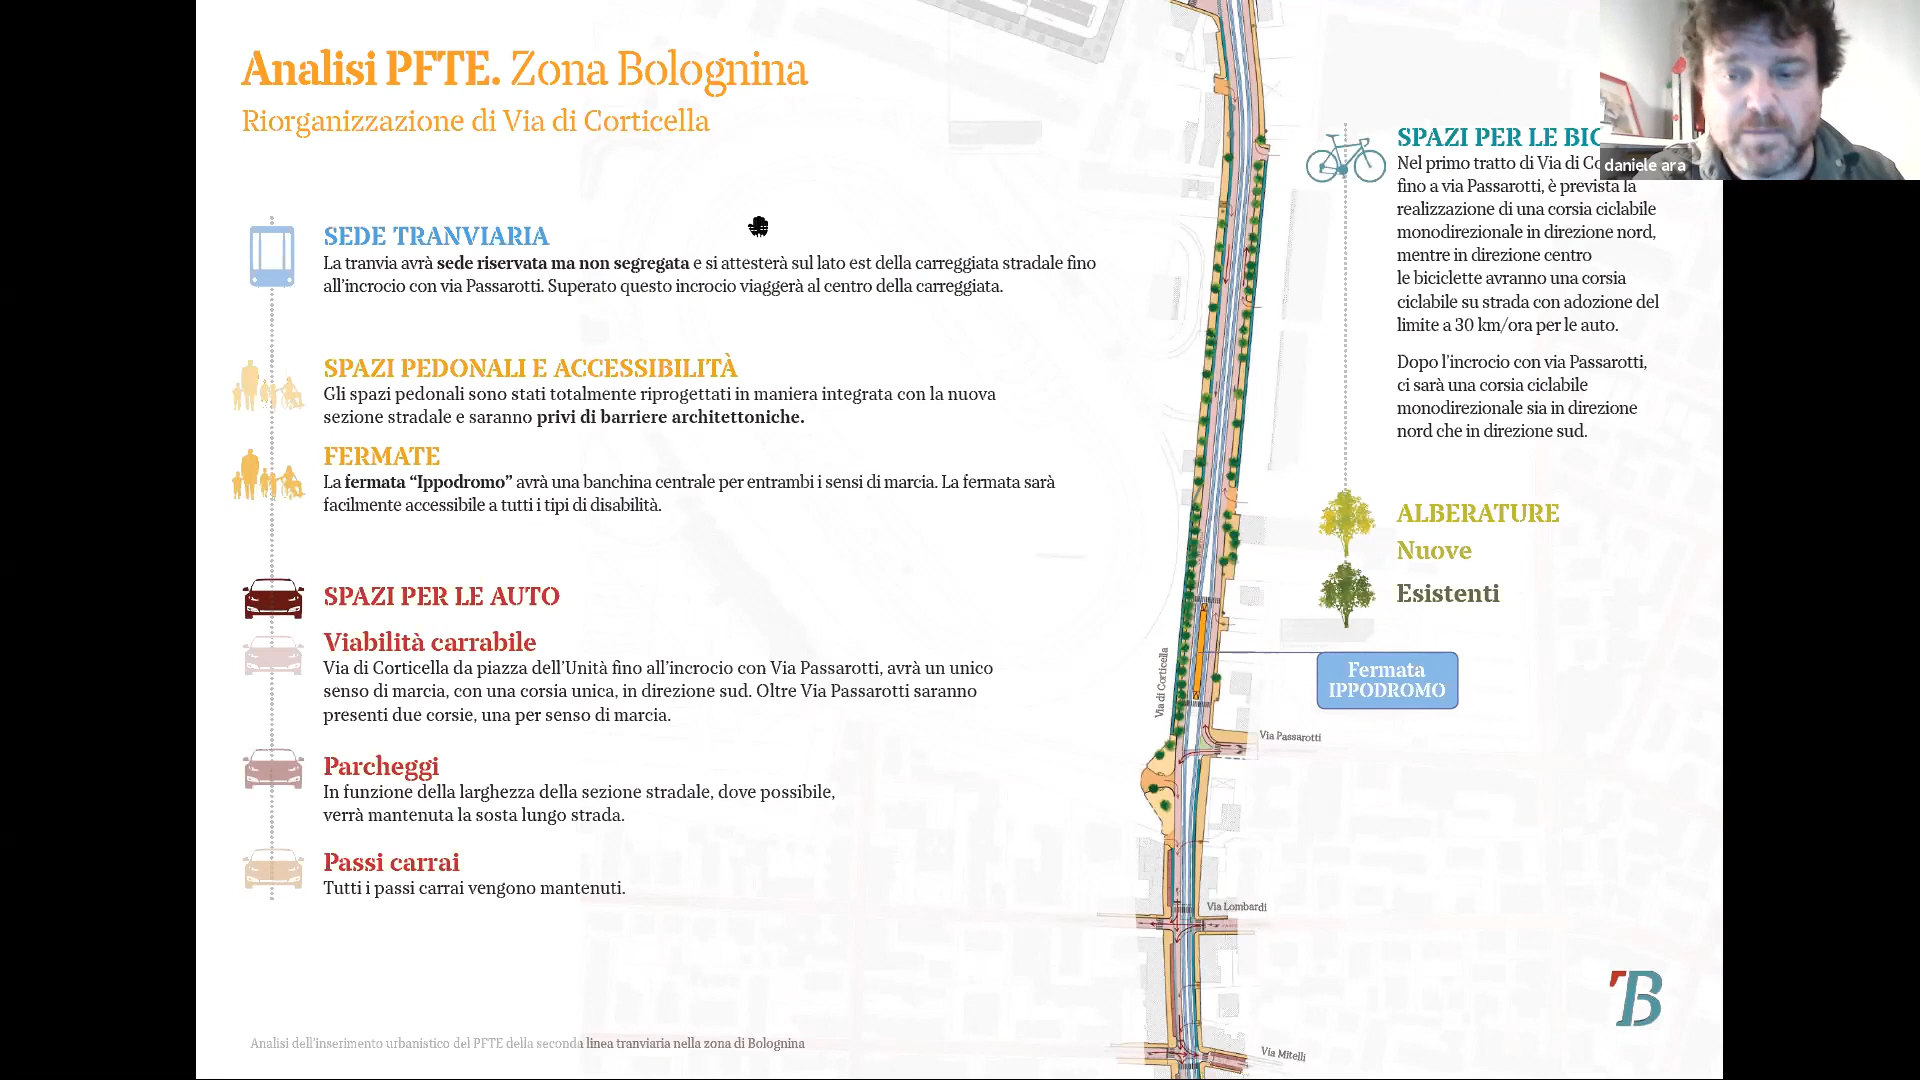 Analisi PFTE. Zona Bolognina
Riorganizzazione di Via di Corticella
SEDE TRANVIARIA
La tranvia avrà sede riservata ma non segregata e si attesterà sul lato est della carreggiata stradale fino
all'incrocio con via Passarotti. Superato questo incrocio viaggerà al centro della carreggiata.
SPAZI PEDONALI E ACCESSIBILITÀ
Gli spazi pedonali sono stati totalmente riprogettati in maniera integrata con la nuova
sezione stradale e saranno privi di barriere architettoniche.
FERMATE
La fermata “Ippodromo” avrà una banchina centrale per entrambi i sensi di marcia. La fermata sarà
facilmente accessibile a tutti i tipi di disabilità.
SPAZI PER LE AUTO
Viabilità carrabile
Via di Corticella da piazza dell'Unità fino all'incrocio con Via Passarotti, avrà un unico
senso di marcia, con una corsia unica, in direzione sud. Oltre Via Passarotti saranno
presenti due corsie, una per senso di marcia.
Parcheggi
In funzione della larghezza della sezione stradale, dove possibile,
verrà mantenuta la sosta lungo strada.
Passi carrai
Tutti i passi carrai vengono mantenuti.
Analisi dell'inserimento urbanistico del PFTE della seconda linea tranviaria nella zona di Bolognina
Via di Corticella
Via Passarotti
Via Lombardi
Via Mitelli
Fermata
IPPODROMO
SPAZI PER LE BIC
Nel primo tratto di Via di Co
fino a via Passarotti, è prevista la
realizzazione di una corsia ciclabile
monodirezionale in direzione nord,
mentre in direzione centro
le biciclette avranno una corsia
ciclabile su strada con adozione del
limite a 30 km/ora per le auto.
Dopo l'incrocio con via Passarotti,
ci sarà una corsia ciclabile
monodirezionale sia in direzione
nord che in direzione sud.
ALBERATURE
Nuove
Esistenti
daniele ara
TB